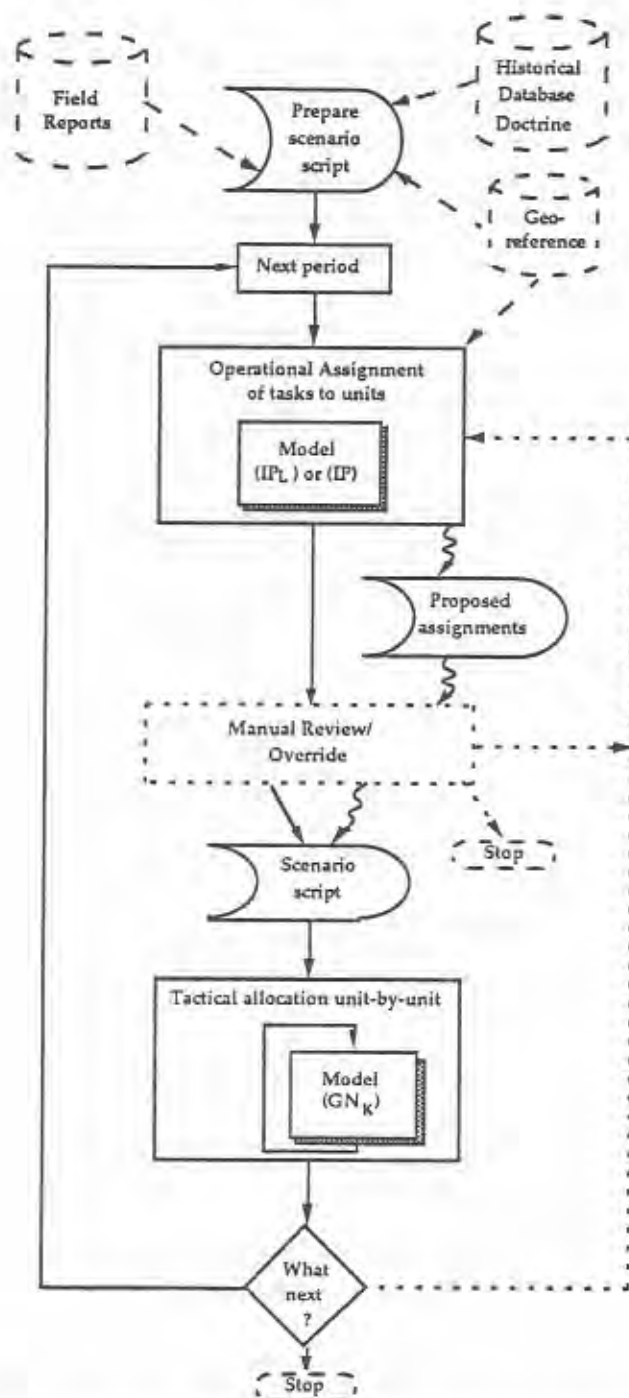 Field
Reports
Prepare
scenario
script
Historical
Database
Doctrine
Geo-
reference
Next period
Operational Assignment
of tasks to units
Model
(IPL) or (IP)
Proposed
assignments
Manual Review/
Override
Stop
Scenario
script
Tactical allocation unit-by-unit
Model
(GNK)
What
next
?
Stop